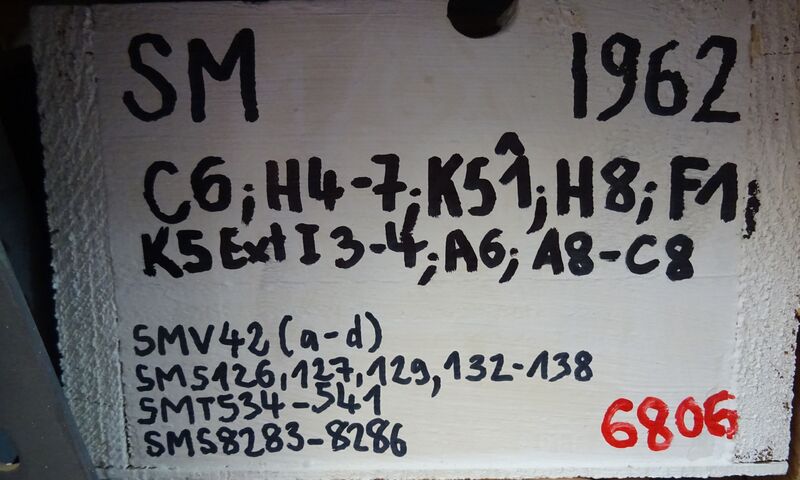 SM 1962
C6; H4-7; K5↑; H8; F1;
K5 Ext I 3-4; A6; A8-C8
SMV42 (a-d)
SMS126, 127, 129, 132-138
SMT534-541
SMS8283-8286
6806